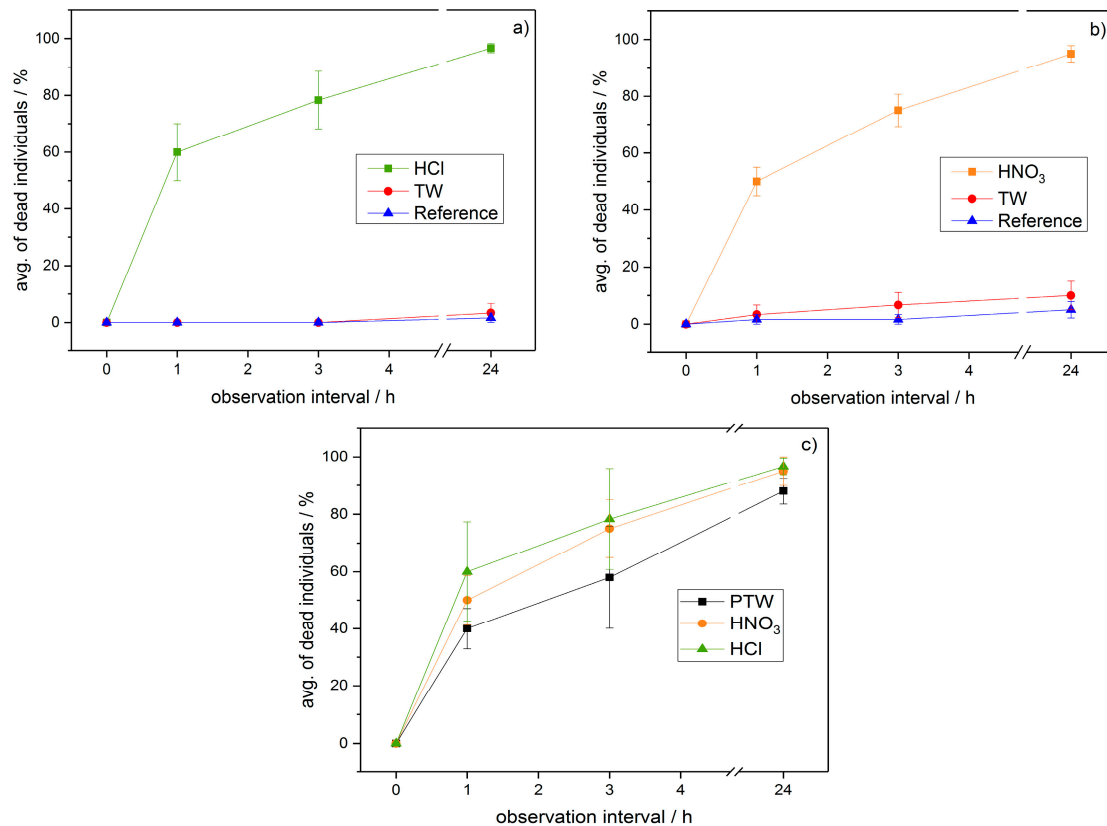 a)
100
80
60
40
20
0
avg. of dead individuals / %
HCl
TW
Reference
0 1 2 3 4 24
observation interval / h
b)
100
80
60
40
20
0
avg. of dead individuals / %
HNO₃
TW
Reference
0 1 2 3 4 24
observation interval / h
c)
100
80
60
40
20
0
avg. of dead individuals / %
PTW
HNO₃
HCl
0 1 2 3 4 24
observation interval / h